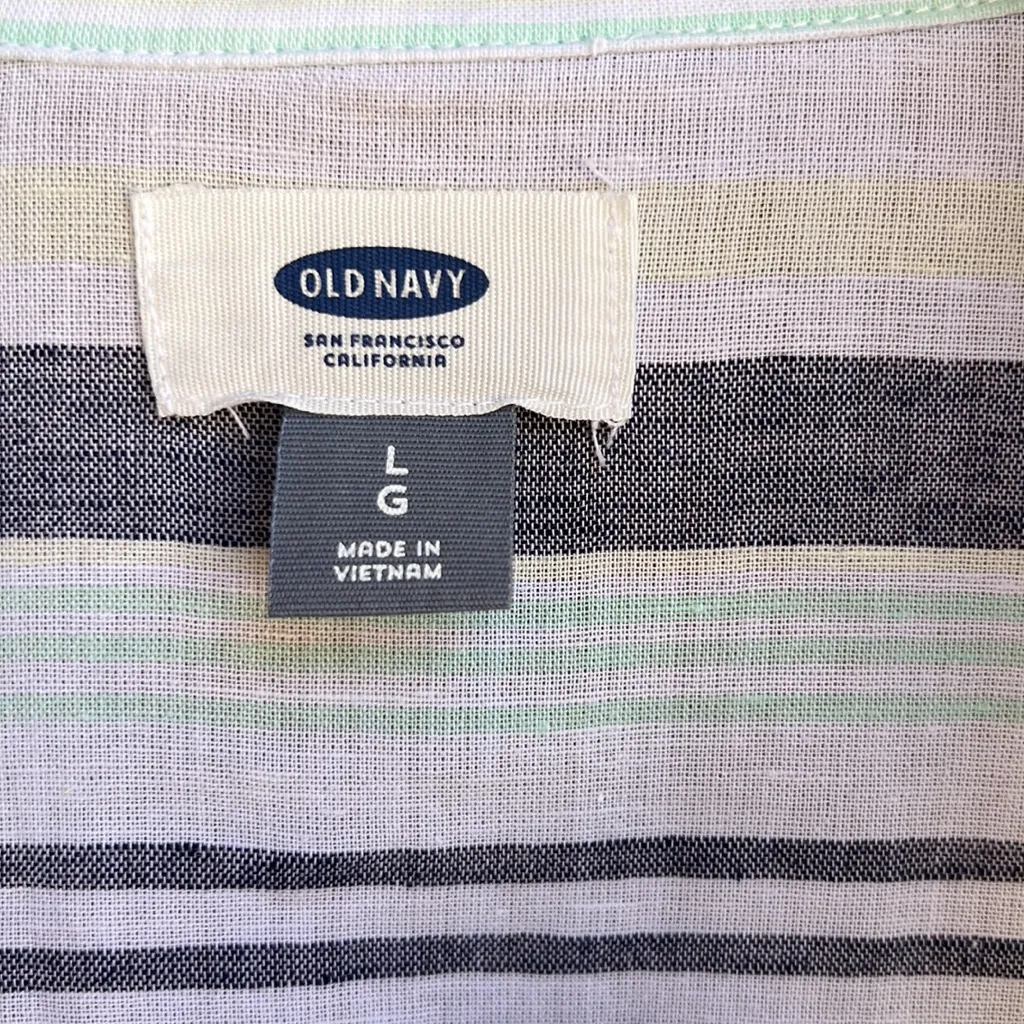 OLD NAVY
SAN FRANCISCO
CALIFORNIA
L
G
MADE IN
VIETNAM